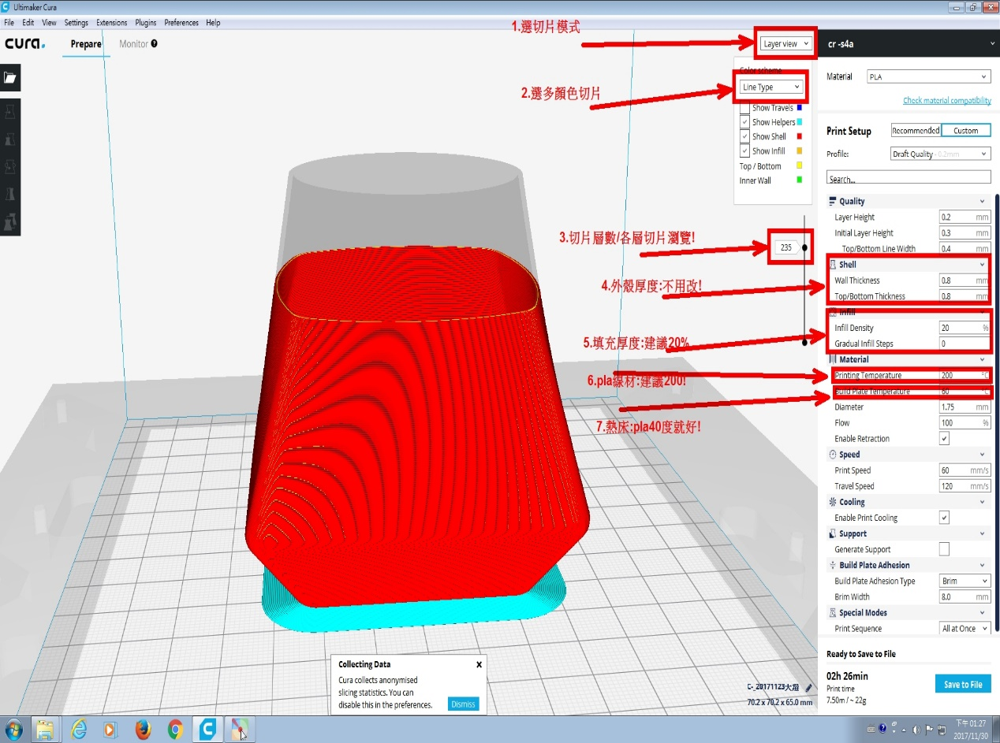 Ultimaker Cura
File Edit View Settings Extensions Plugins Preferences Help
cura.
Prepare
Monitor
1.選切片模式
Layer view
cr -s4a
Color scheme
2.選多顏色切片
Line Type
Show Travels
Show Helpers
Show Shell
Show Infill
Top / Bottom
Inner Wall
Material PLA
Check material compatibility
Print Setup Recommended Custom
Profile: Draft Quality - 0.2mm
Search...
Quality
Layer Height 0.2 mm
Initial Layer Height 0.3 mm
Top/Bottom Line Width 0.4 mm
3.切片層數/各層切片瀏覽!
235
Shell
4.外殼厚度:不用改!
Wall Thickness 0.8 mm
Top/Bottom Thickness 0.8 mm
Infill
5.填充厚度:建議20%
Infill Density 20 %
Gradual Infill Steps 0
Material
6.pla線材:建議200!
Printing Temperature 200 °C
Build Plate Temperature 60 °C
7.熱床:pla40度就好!
Diameter 1.75 mm
Flow 100 %
Enable Retraction
Speed
Print Speed 60 mm/s
Travel Speed 120 mm/s
Cooling
Enable Print Cooling
Support
Generate Support
Build Plate Adhesion
Build Plate Adhesion Type Brim
Brim Width 8.0 mm
Special Modes
Print Sequence All at Once
Ready to Save to File
02h 26min
Print time
7.50m / ~ 22g
Save to File
Collecting Data
Cura collects anonymised
slicing statistics. You can
disable this in the preferences.
Dismiss
C-_20171123大燈
70.2 x 70.2 x 65.0 mm
下午 01:27
2017/11/30